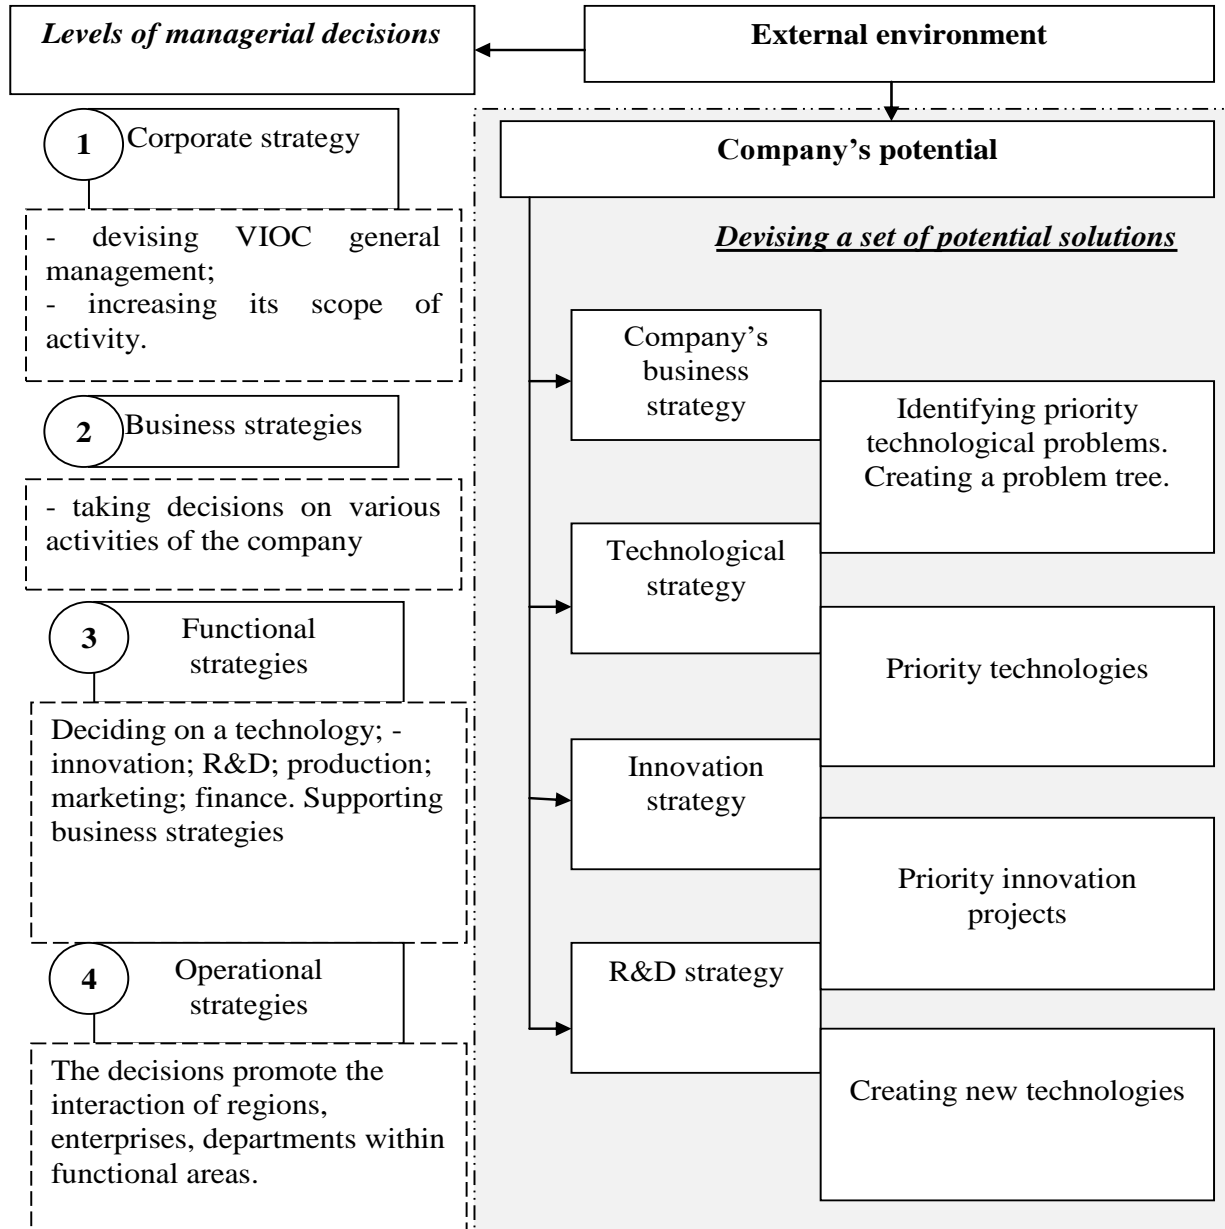 Levels of managerial decisions
External environment
1
Corporate strategy
- devising VIOC general
management;
- increasing its scope of
activity.
2
Business strategies
- taking decisions on various
activities of the company
3
Functional
strategies
Deciding on a technology; -
innovation; R&D; production;
marketing; finance. Supporting
business strategies
4
Operational
strategies
The decisions promote the
interaction of regions,
enterprises, departments within
functional areas.
Company’s potential
Devising a set of potential solutions
Company’s
business
strategy
Identifying priority
technological problems.
Creating a problem tree.
Technological
strategy
Priority technologies
Innovation
strategy
Priority innovation
projects
R&D strategy
Creating new technologies